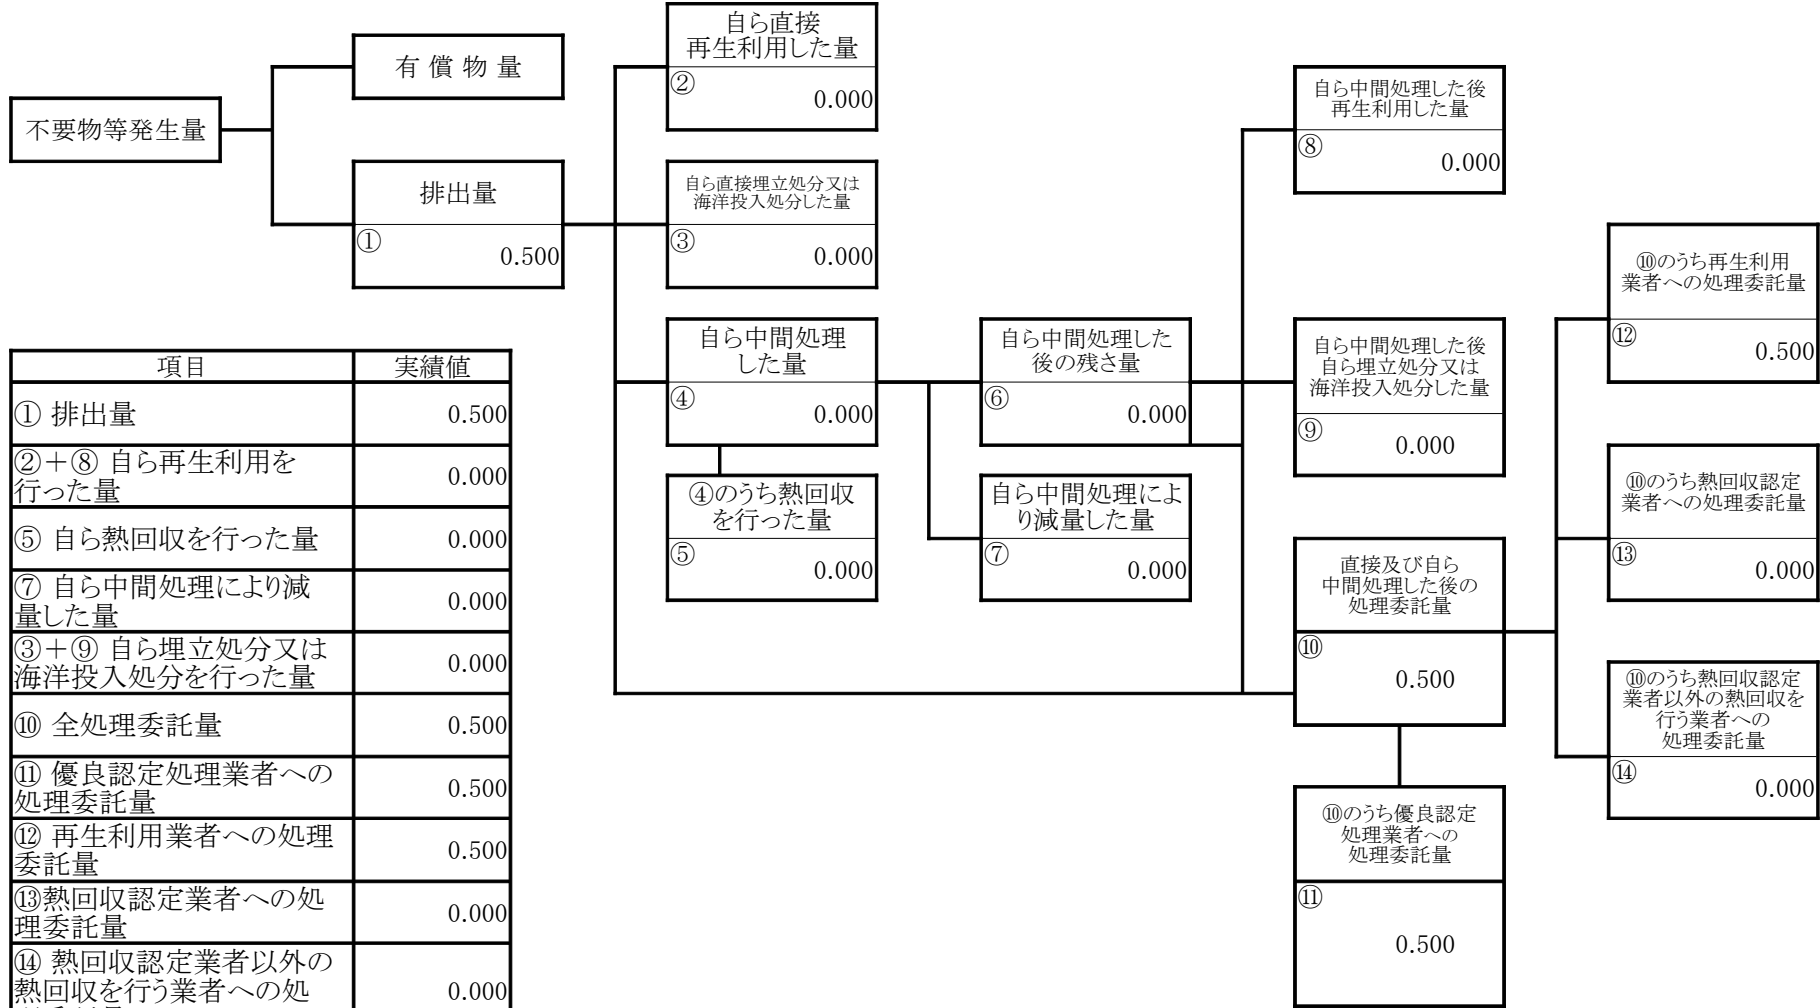 不要物等発生量
有 償 物 量
排出量
①
0.500
自ら直接
再生利用した量
②
0.000
自ら直接埋立処分又は
海洋投入処分した量
③
0.000
自ら中間処理
した量
④
0.000
④のうち熱回収
を行った量
⑤
0.000
自ら中間処理した
後の残さ量
⑥
0.000
自ら中間処理によ
り減量した量
⑦
0.000
自ら中間処理した後
再生利用した量
⑧
0.000
自ら中間処理した後
自ら埋立処分又は
海洋投入処分した量
⑨
0.000
直接及び自ら
中間処理した後の
処理委託量
⑩
0.500
⑩のうち優良認定
処理業者への
処理委託量
⑪
0.500
⑩のうち再生利用
業者への処理委託量
⑫
0.500
⑩のうち熱回収認定
業者への処理委託量
⑬
0.000
⑩のうち熱回収認定
業者以外の熱回収を
行う業者への
処理委託量
⑭
0.000
項目 実績値
① 排出量 0.500
②＋⑧ 自ら再生利用を
行った量 0.000
⑤ 自ら熱回収を行った量 0.000
⑦ 自ら中間処理により減
量した量 0.000
③＋⑨ 自ら埋立処分又は
海洋投入処分を行った量 0.000
⑩ 全処理委託量 0.500
⑪ 優良認定処理業者への
処理委託量 0.500
⑫ 再生利用業者への処理
委託量 0.500
⑬熱回収認定業者への処
理委託量 0.000
⑭ 熱回収認定業者以外の
熱回収を行う業者への処 0.000